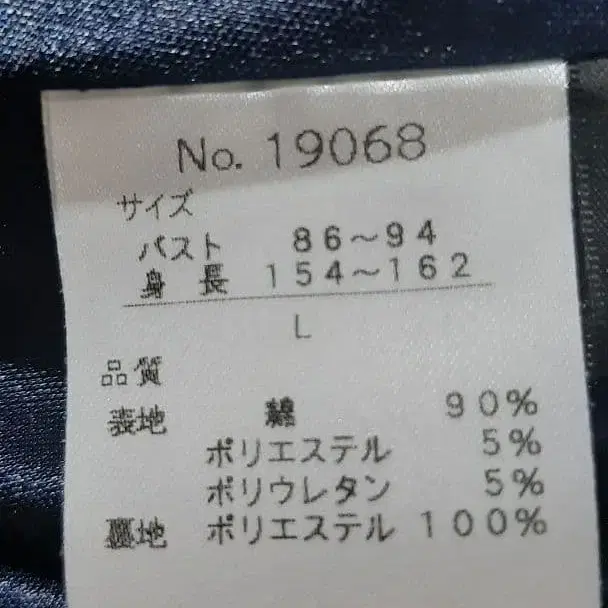 No. 19068
サイズ
バスト 86～94
身長 154～162
L
品質
表地 綿 90%
ポリエステル 5%
ポリウレタン 5%
裏地 ポリエステル 100%